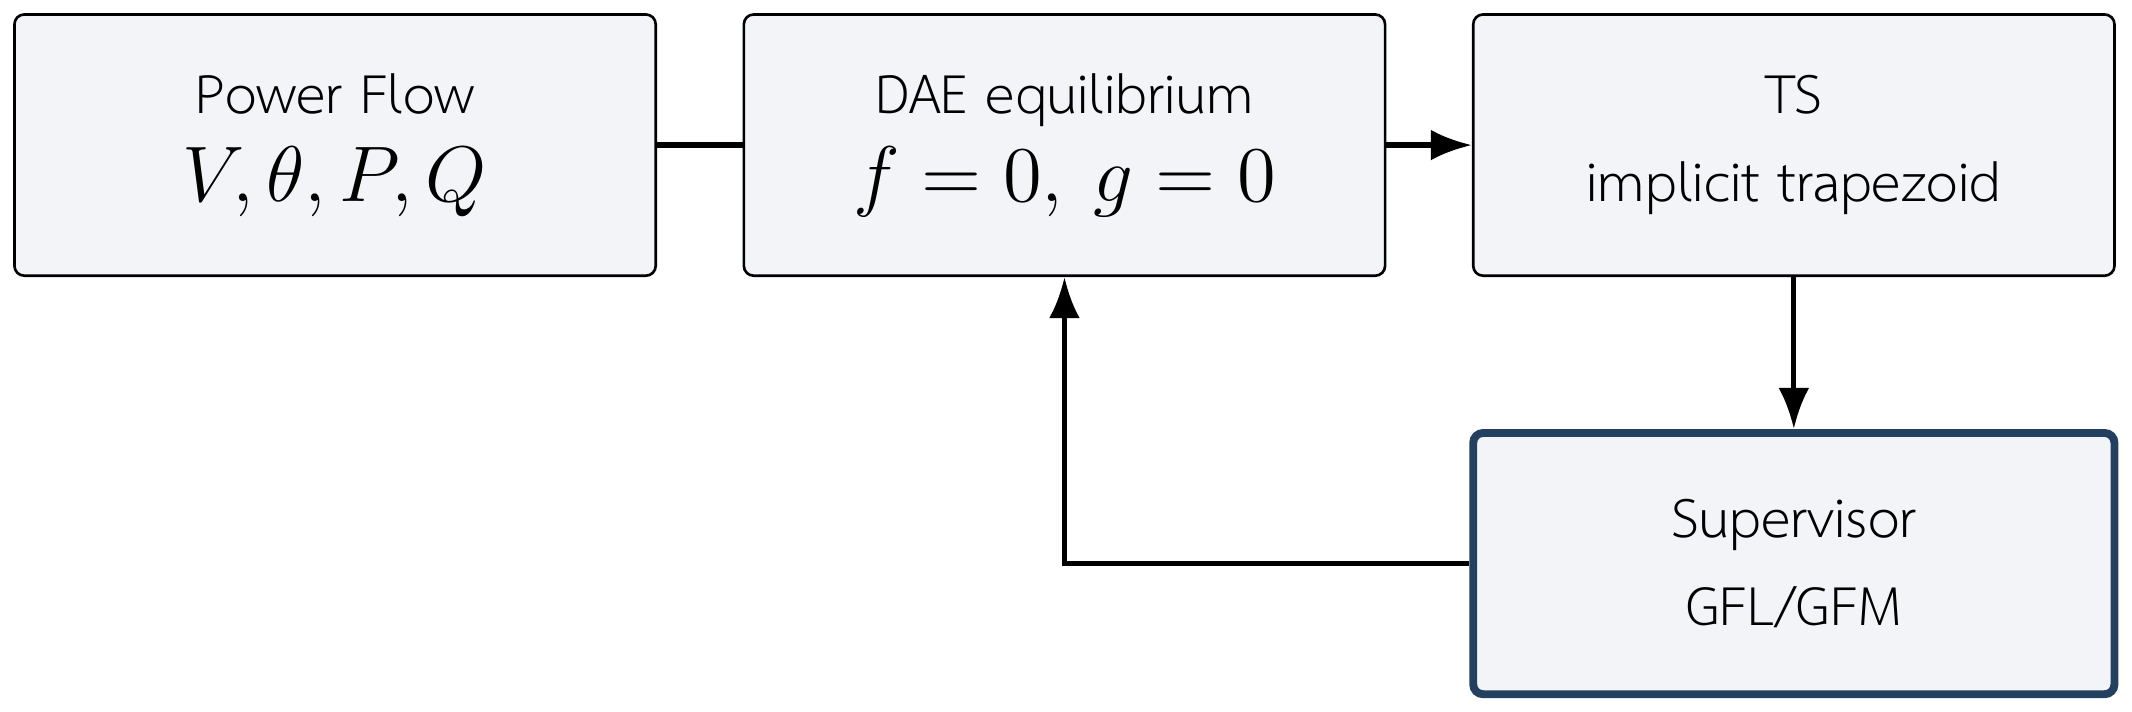 Power Flow
V, θ, P, Q
DAE equilibrium
f = 0, g = 0
TS
implicit trapezoid
Supervisor
GFL/GFM